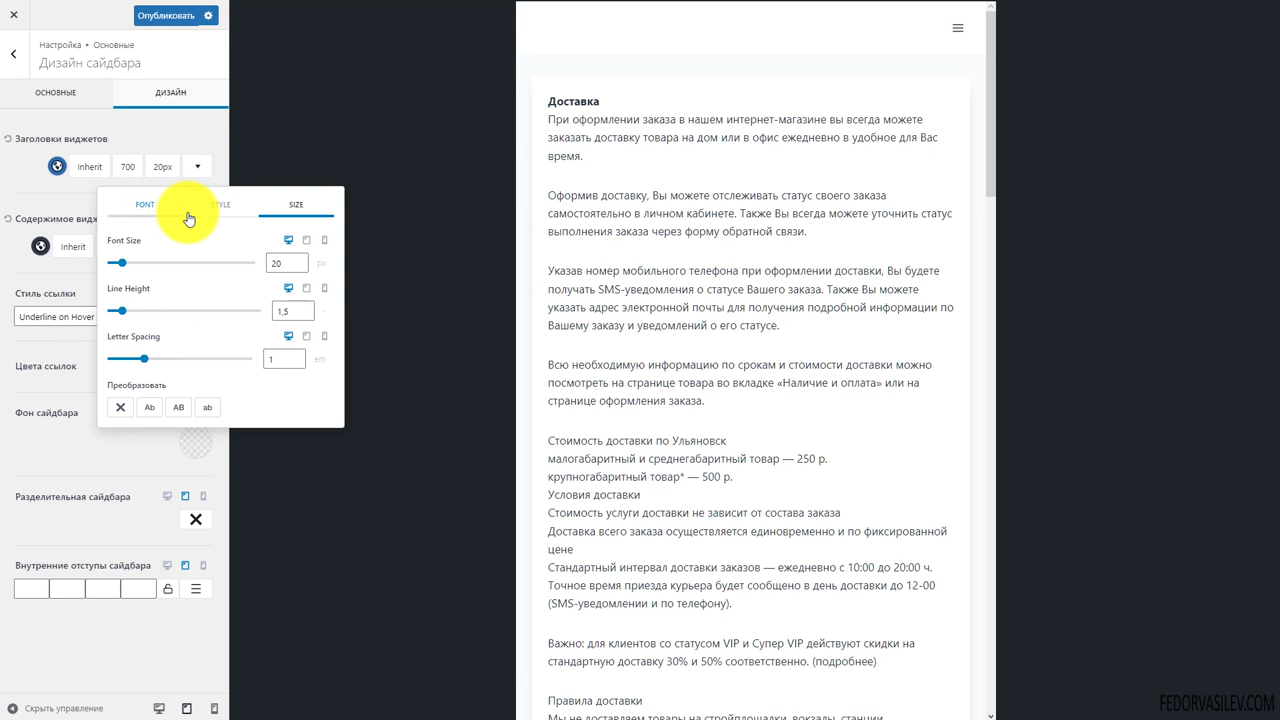 Опубликовать
Настройка ▸ Основные
Дизайн сайдбара
ОСНОВНЫЕ
ДИЗАЙН
Заголовки виджетов
Inherit
700
20px
FONT
STYLE
SIZE
Содержимое видж
Inherit
Font Size
20
px
Line Height
1,5
-
Letter Spacing
1
em
Преобразовать
Ab
AB
ab
Стиль ссылки
Underline on Hover
Цвета ссылок
Фон сайдбара
Разделительная сайдбара
Внутренние отступы сайдбара
Скрыть управление
Доставка
При оформлении заказа в нашем интернет-магазине вы всегда можете
заказать доставку товара на дом или в офис ежедневно в удобное для Вас
время.
Оформив доставку, Вы можете отслеживать статус своего заказа
самостоятельно в личном кабинете. Также Вы всегда можете уточнить статус
выполнения заказа через форму обратной связи.
Указав номер мобильного телефона при оформлении доставки, Вы будете
получать SMS-уведомления о статусе Вашего заказа. Также Вы можете
указать адрес электронной почты для получения подробной информации по
Вашему заказу и уведомлений о его статусе.
Всю необходимую информацию по срокам и стоимости доставки можно
посмотреть на странице товара во вкладке «Наличие и оплата» или на
странице оформления заказа.
Стоимость доставки по Ульяновск
малогабаритный и среднегабаритный товар — 250 р.
крупногабаритный товар* — 500 р.
Условия доставки
Стоимость услуги доставки не зависит от состава заказа
Доставка всего заказа осуществляется единовременно и по фиксированной
цене
Стандартный интервал доставки заказов — ежедневно с 10:00 до 20:00 ч.
Точное время приезда курьера будет сообщено в день доставки до 12-00
(SMS-уведомлении и по телефону).
Важно: для клиентов со статусом VIP и Супер VIP действуют скидки на
стандартную доставку 30% и 50% соответственно. (подробнее)
Правила доставки
Мы не доставляем товары на стройплощадки, вокзалы, станции
FEDORVASILEV.COM